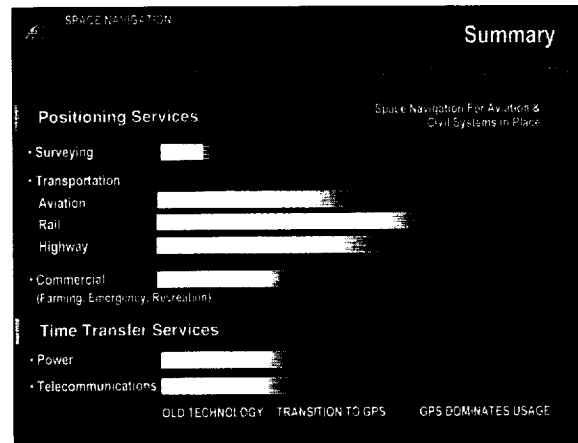 SPACE NAVIGATION
Summary
Space Navigation For Aviation &
Civil Systems in Place
Positioning Services
• Surveying
• Transportation
Aviation
Rail
Highway
• Commercial
(Farming, Emergency, Recreation)
Time Transfer Services
• Power
• Telecommunications
OLD TECHNOLOGY TRANSITION TO GPS GPS DOMINATES USAGE